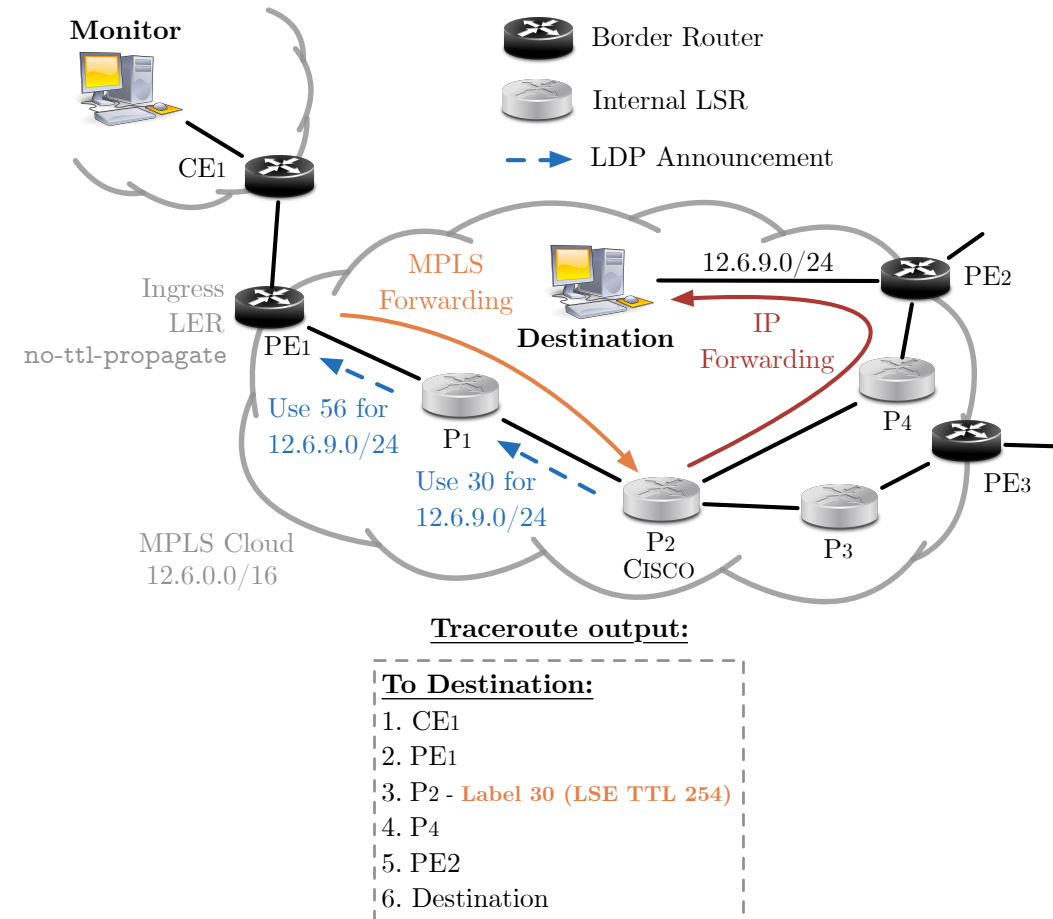 Monitor
Border Router
Internal LSR
LDP Announcement
CE1
MPLS
Forwarding
12.6.9.0/24
PE2
Ingress
LER
no-ttl-propagate
PE1
Destination
IP
Forwarding
Use 56 for
12.6.9.0/24
P1
P4
Use 30 for
12.6.9.0/24
PE3
MPLS Cloud
12.6.0.0/16
P2
CISCO
P3
Traceroute output:
To Destination:
1. CE1
2. PE1
3. P2 - Label 30 (LSE TTL 254)
4. P4
5. PE2
6. Destination